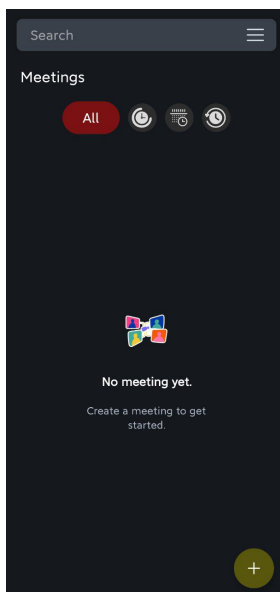 Search
Meetings
All
No meeting yet.
Create a meeting to get
started.
+